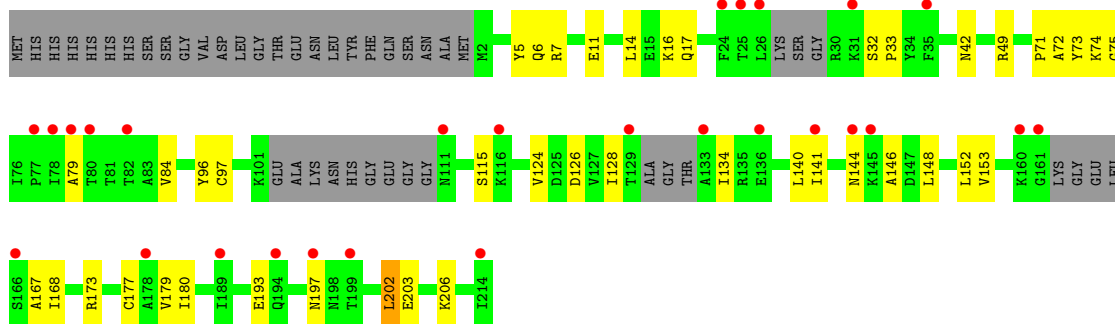 MET HIS HIS HIS HIS HIS HIS SER SER GLY VAL ASP LEU GLY THR GLU ASN LEU TYR PHE GLN SER ASN ALA MET M2 Y5 Q6 R7 E11 L14 E15 K16 Q17 F24 T25 L26 LYS SER GLY R30 K31 S32 P33 Y34 F35 N42 R49 P71 A72 Y73 K74 G75
I76 P77 I78 A79 T80 T81 T82 A83 V84 Y96 C97 K101 GLU ALA LYS ASN HIS GLY GLU GLY GLY N111 S115 K116 V124 D125 D126 V127 I128 T129 ALA GLY THR A133 I134 R135 E136 L140 I141 N144 K145 A146 D147 L148 L152 V153 K160 G161 LYS GLY GLU LEU
S166 A167 I168 R173 C177 A178 V179 I180 I189 E193 Q194 N197 N198 T199 L202 E203 K206 I214